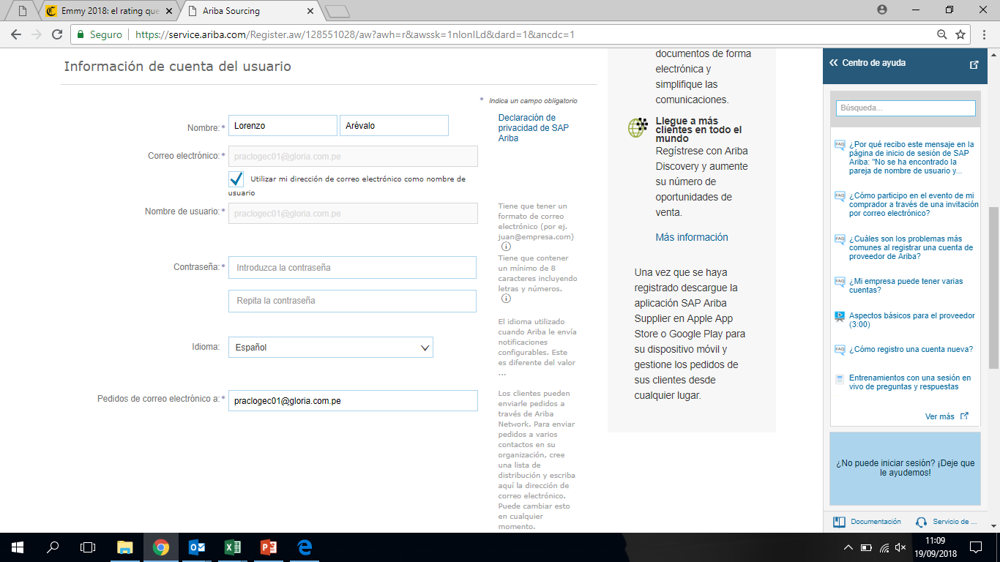 Emmy 2018: el rating que
Ariba Sourcing
Seguro
https://service.ariba.com/Register.aw/128551028/aw?awh=r&awssk=1nIonILd&dard=1&ancdc=1
Información de cuenta del usuario
* Indica un campo obligatorio
Nombre: *
Lorenzo
Arévalo
Declaración de
privacidad de SAP
Ariba
Correo electrónico: *
praclogec01@gloria.com.pe
Utilizar mi dirección de correo electrónico como nombre de
usuario
Nombre de usuario: *
praclogec01@gloria.com.pe
Tiene que tener un
formato de correo
electrónico (por ej.
juan@empresa.com)
Contraseña: *
Introduzca la contraseña
Repita la contraseña
Tiene que contener
un mínimo de 8
caracteres incluyendo
letras y números.
Idioma:
Español
El idioma utilizado
cuando Ariba le envía
notificaciones
configurables. Este
es diferente del valor
...
Pedidos de correo electrónico a: *
praclogec01@gloria.com.pe
Los clientes pueden
enviarle pedidos a
través de Ariba
Network. Para enviar
pedidos a varios
contactos en su
organización, cree
una lista de
distribución y escriba
aquí la dirección de
correo electrónico.
Puede cambiar esto
en cualquier
momento.
documentos de forma
electrónica y
simplifique las
comunicaciones.
Llegue a más
clientes en todo el
mundo
Regístrese con Ariba
Discovery y aumente
su número de
oportunidades de
venta.
Más información
Una vez que se haya
registrado descargue la
aplicación SAP Ariba
Supplier en Apple App
Store o Google Play para
su dispositivo móvil y
gestione los pedidos de
sus clientes desde
cualquier lugar.
Centro de ayuda
Búsqueda...
FAQ ¿Por qué recibo este mensaje en la
página de inicio de sesión de SAP
Ariba: "No se ha encontrado la
pareja de nombre de usuario y...
FAQ ¿Cómo participo en el evento de mi
comprador a través de una invitación
por correo electrónico?
FAQ ¿Cuáles son los problemas más
comunes al registrar una cuenta de
proveedor de Ariba?
FAQ ¿Mi empresa puede tener varias
cuentas?
Aspectos básicos para el proveedor
(3:00)
FAQ ¿Cómo registro una cuenta nueva?
Entrenamientos con una sesión en
vivo de preguntas y respuestas
Ver más
¿No puede iniciar sesión? ¡Deje que
le ayudemos!
Documentación
Servicio de ...
11:09
19/09/2018